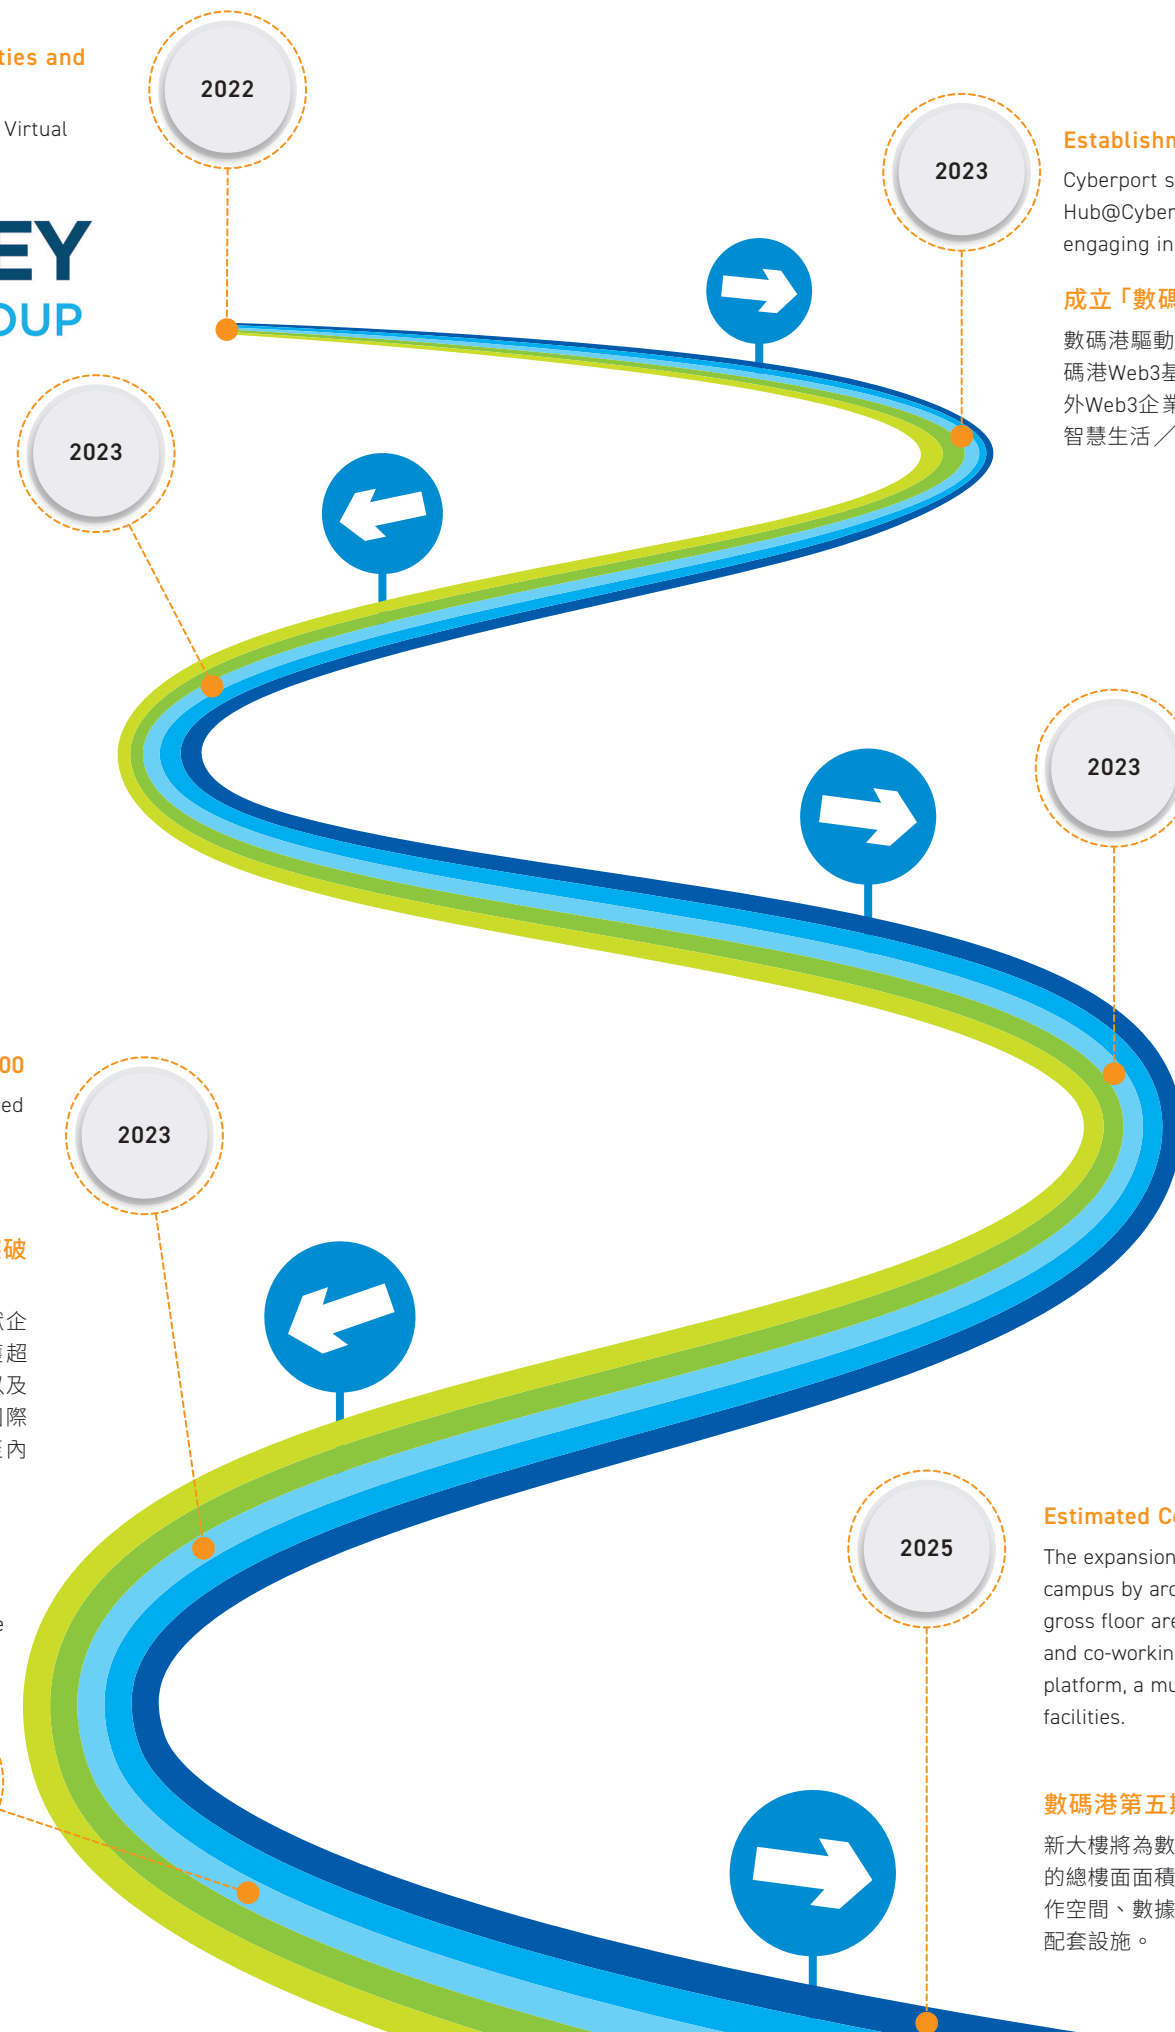 ties and
Virtual
EY
OUP
2022
2023
Establishm
Cyberport s
Hub@Cyber
engaging in
成立「數碼
數碼港驅動
碼港Web3基
外Web3企業
智慧生活／
2023
2023
00
ed
2023
破
企
超
以及
際
內
e
2025
Estimated Co
The expansion
campus by aro
gross floor are
and co-workin
platform, a mu
facilities.
數碼港第五期
新大樓將為數
的總樓面面積
作空間、數據
配套設施。